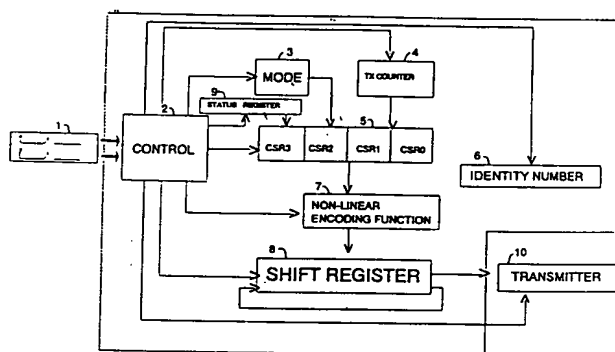 3
4
MODE
TX COUNTER
9
STATUS REGISTER
2
1
5
CONTROL
CSR3 CSR2 CSR1 CSR0
6
IDENTITY NUMBER
7
NON-LINEAR
ENCODING FUNCTION
8
SHIFT REGISTER
10
TRANSMITTER